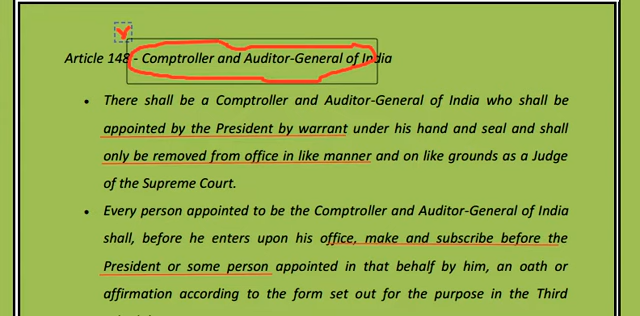 Article 148 - Comptroller and Auditor-General of India
• There shall be a Comptroller and Auditor-General of India who shall be
appointed by the President by warrant under his hand and seal and shall
only be removed from office in like manner and on like grounds as a Judge
of the Supreme Court.
• Every person appointed to be the Comptroller and Auditor-General of India
shall, before he enters upon his office, make and subscribe before the
President or some person appointed in that behalf by him, an oath or
affirmation according to the form set out for the purpose in the Third